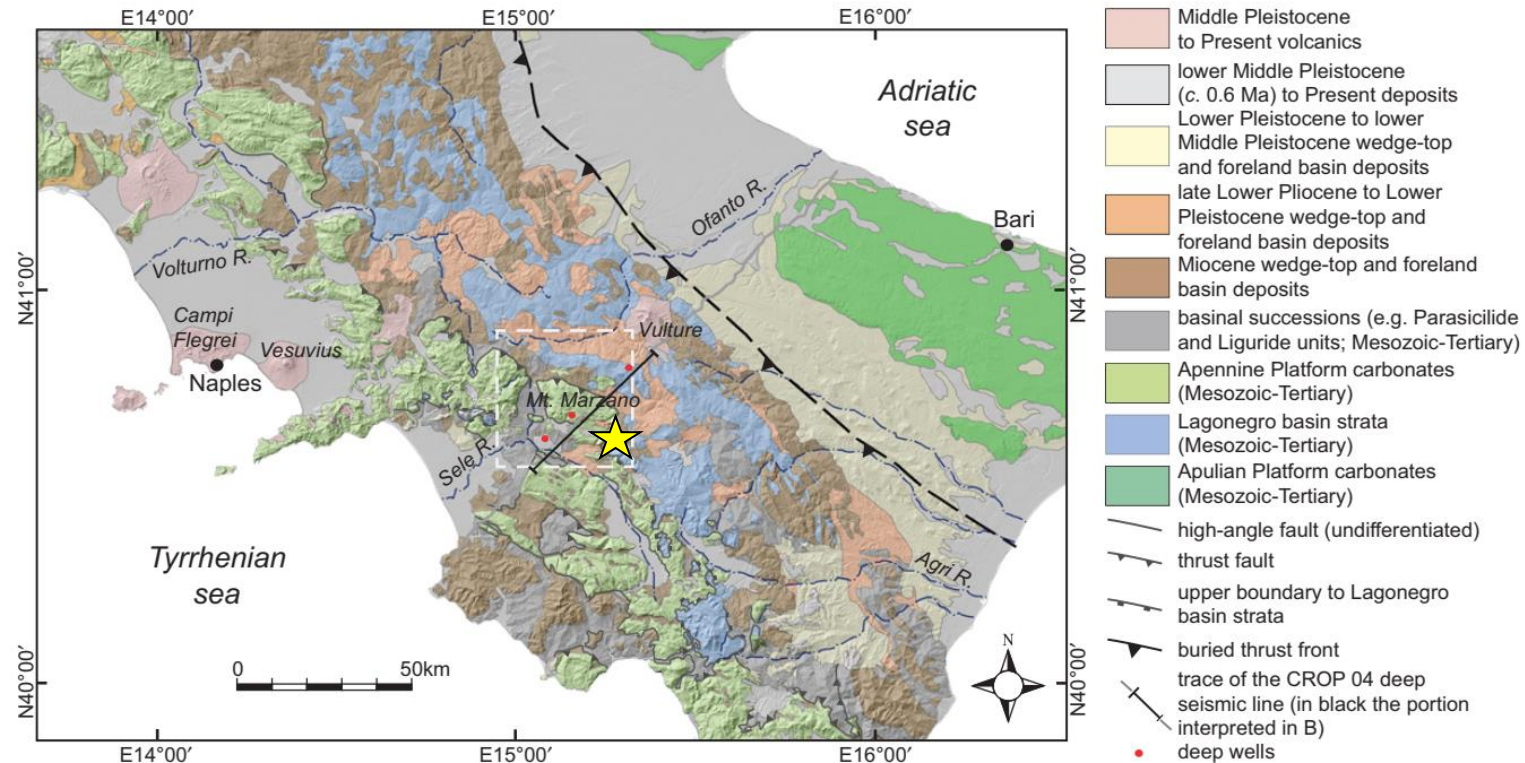 E14°00′
E15°00′
E16°00′
N41°00′
N40°00′
Adriatic
sea
Ofanto R.
Bari
Volturno R.
Campi
Flegrei
Vesuvius
Naples
Vulture
Mt. Marzano
Sele R.
Tyrrhenian
sea
Agri R.
0 50km
N
N41°00′
N40°00′
E14°00′
E15°00′
E16°00′
Middle Pleistocene
to Present volcanics
lower Middle Pleistocene
(c. 0.6 Ma) to Present deposits
Lower Pleistocene to lower
Middle Pleistocene wedge-top
and foreland basin deposits
late Lower Pliocene to Lower
Pleistocene wedge-top and
foreland basin deposits
Miocene wedge-top and foreland
basin deposits
basinal successions (e.g. Parasicilide
and Liguride units; Mesozoic-Tertiary)
Apennine Platform carbonates
(Mesozoic-Tertiary)
Lagonegro basin strata
(Mesozoic-Tertiary)
Apulian Platform carbonates
(Mesozoic-Tertiary)
high-angle fault (undifferentiated)
thrust fault
upper boundary to Lagonegro
basin strata
buried thrust front
trace of the CROP 04 deep
seismic line (in black the portion
interpreted in B)
deep wells